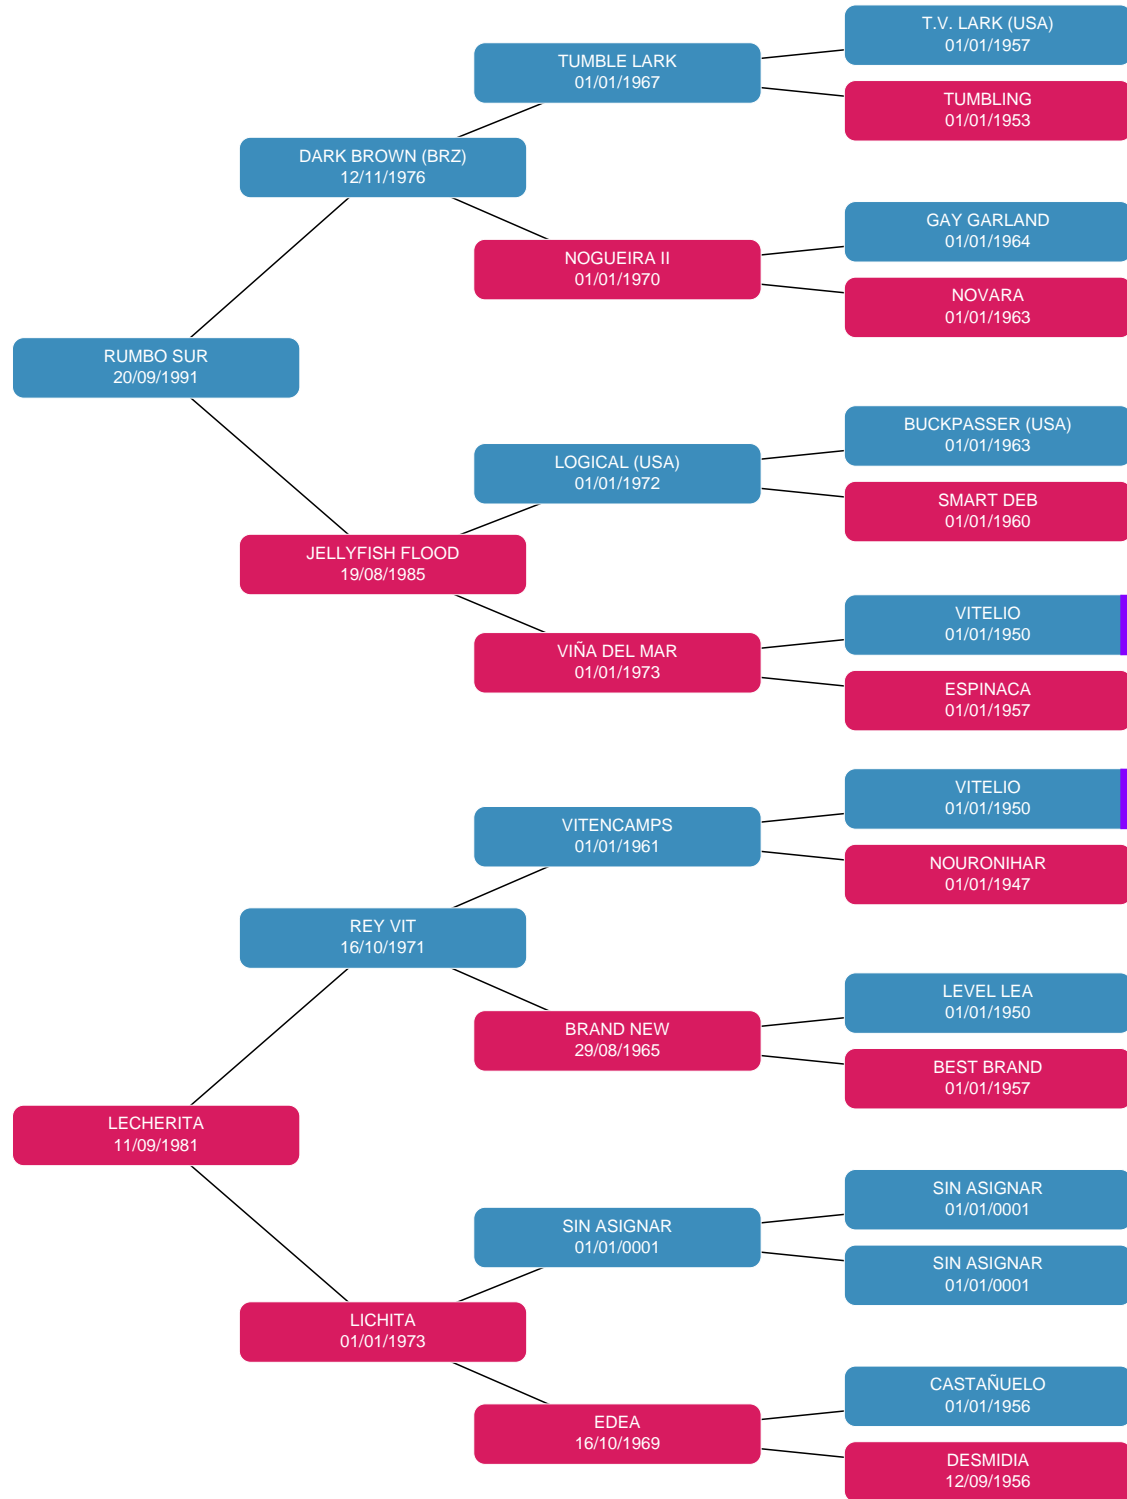 T.V. LARK (USA)
01/01/1957
TUMBLE LARK
01/01/1967
TUMBLING
01/01/1953
DARK BROWN (BRZ)
12/11/1976
GAY GARLAND
01/01/1964
NOGUEIRA II
01/01/1970
NOVARA
01/01/1963
RUMBO SUR
20/09/1991
BUCKPASSER (USA)
01/01/1963
LOGICAL (USA)
01/01/1972
SMART DEB
01/01/1960
JELLYFISH FLOOD
19/08/1985
VITELIO
01/01/1950
VIÑA DEL MAR
01/01/1973
ESPINACA
01/01/1957
VITELIO
01/01/1950
VITENCAMPS
01/01/1961
NOURONIHAR
01/01/1947
REY VIT
16/10/1971
LEVEL LEA
01/01/1950
BRAND NEW
29/08/1965
BEST BRAND
01/01/1957
LECHERITA
11/09/1981
SIN ASIGNAR
01/01/0001
SIN ASIGNAR
01/01/0001
SIN ASIGNAR
01/01/0001
LICHITA
01/01/1973
CASTAÑUELO
01/01/1956
EDEA
16/10/1969
DESMIDIA
12/09/1956